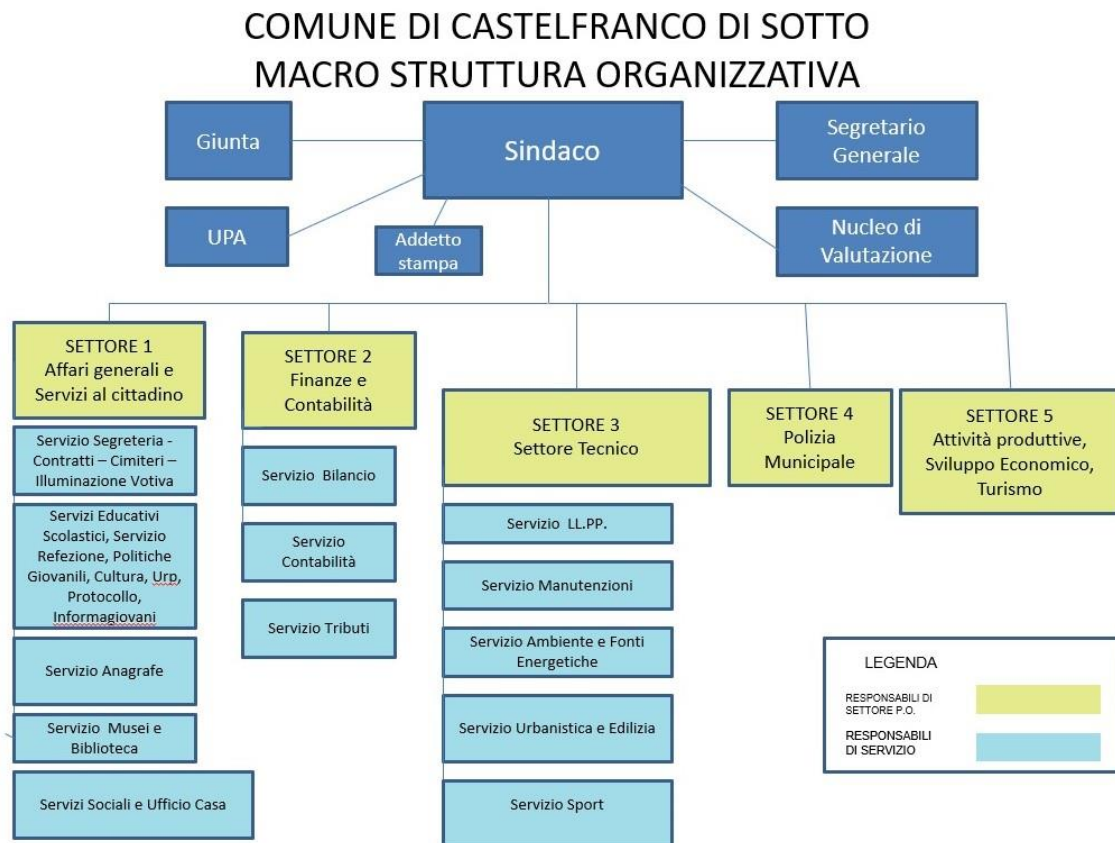 COMUNE DI CASTELFRANCO DI SOTTO
MACRO STRUTTURA ORGANIZZATIVA
Giunta
Sindaco
Segretario
Generale
UPA
Addetto
stampa
Nucleo di
Valutazione
SETTORE 1
Affari generali e
Servizi al cittadino
Servizio Segreteria -
Contratti – Cimiteri –
Illuminazione Votiva
Servizi Educativi
Scolastici, Servizio
Refezione, Politiche
Giovanili, Cultura, Urp,
Protocollo,
Informagiovani
Servizio Anagrafe
Servizio Musei e
Biblioteca
Servizi Sociali e Ufficio Casa
SETTORE 2
Finanze e
Contabilità
Servizio Bilancio
Servizio
Contabilità
Servizio Tributi
SETTORE 3
Settore Tecnico
Servizio LL.PP.
Servizio Manutenzioni
Servizio Ambiente e Fonti
Energetiche
Servizio Urbanistica e Edilizia
Servizio Sport
SETTORE 4
Polizia
Municipale
SETTORE 5
Attività produttive,
Sviluppo Economico,
Turismo
LEGENDA
RESPONSABILI DI
SETTORE P.O.
RESPONSABILI
DI SERVIZIO